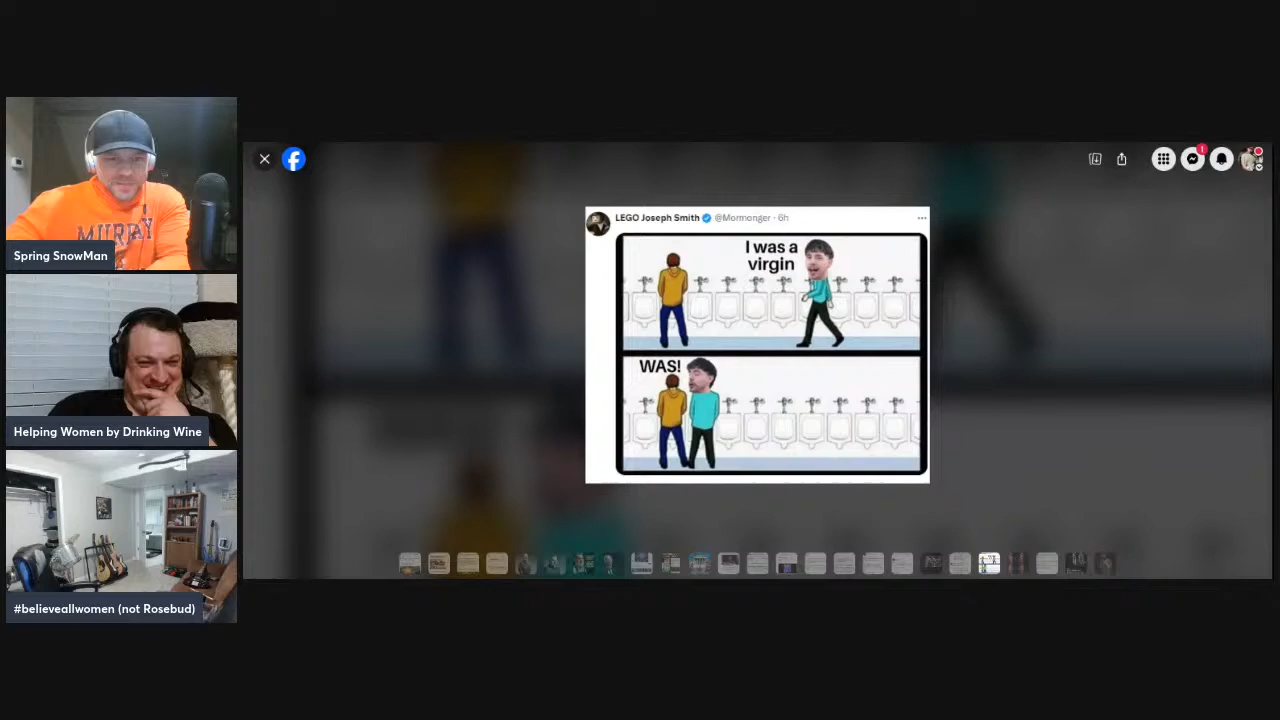 MURRAY
Spring SnowMan
Helping Women by Drinking Wine
#believeallwomen (not Rosebud)
1
LEGO Joseph Smith @Mormonger · 6h
I was a
virgin
WAS!